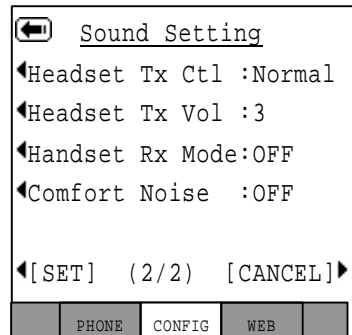 Sound Setting
Headset Tx Ctl :Normal
Headset Tx Vol :3
Handset Rx Mode:OFF
Comfort Noise :OFF
[SET] (2/2) [CANCEL]
PHONE CONFIG WEB